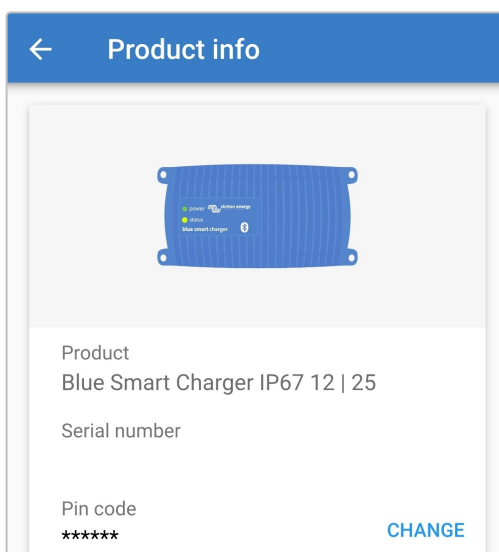 Product info
power victron energy
status
blue smart charger
Product
Blue Smart Charger IP67 12 | 25
Serial number
Pin code
******
CHANGE